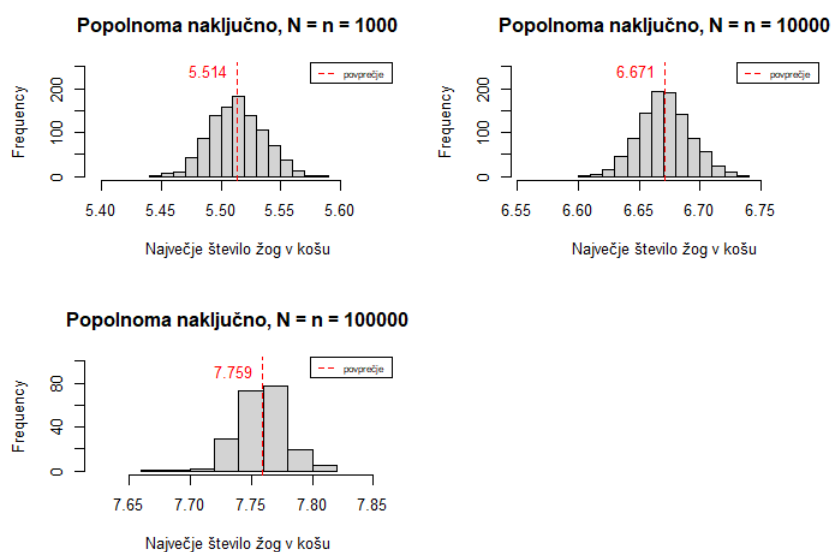 Popolnoma naključno, N = n = 1000
5.514
povprečje
Frequency
0 100 200
5.40 5.45 5.50 5.55 5.60
Največje število žog v košu
Popolnoma naključno, N = n = 10000
6.671
povprečje
Frequency
0 100 200
6.55 6.60 6.65 6.70 6.75
Največje število žog v košu
Popolnoma naključno, N = n = 100000
7.759
povprečje
Frequency
0 40 80
7.65 7.70 7.75 7.80 7.85
Največje število žog v košu